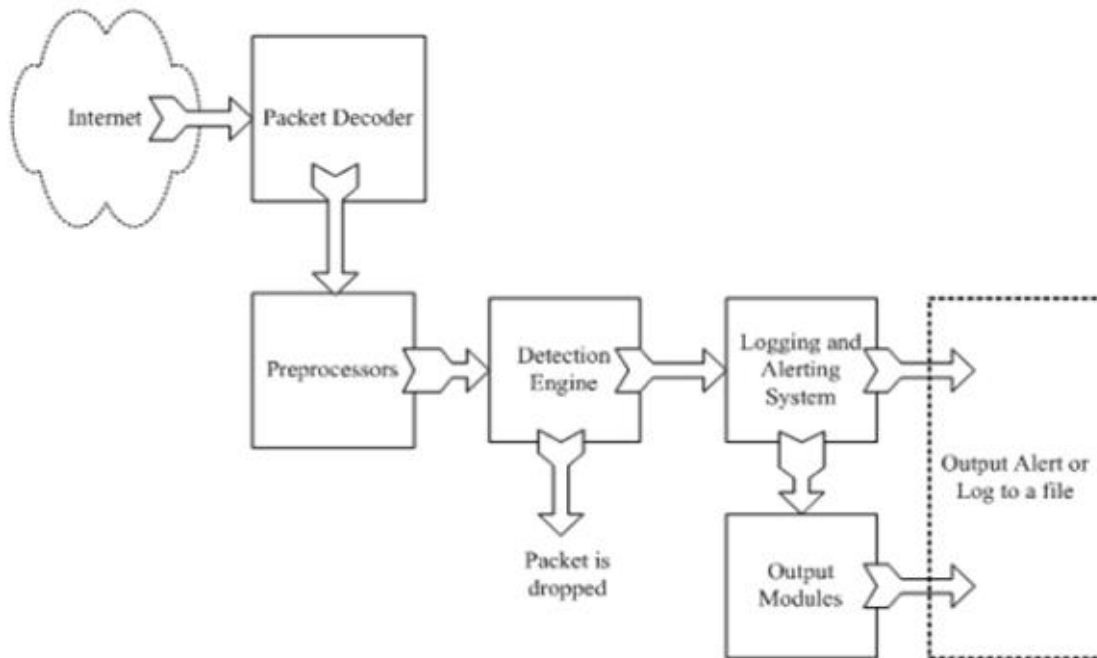 Internet
Packet Decoder
Preprocessors
Detection
Engine
Logging and
Alerting
System
Packet is
dropped
Output
Modules
Output Alert or
Log to a file